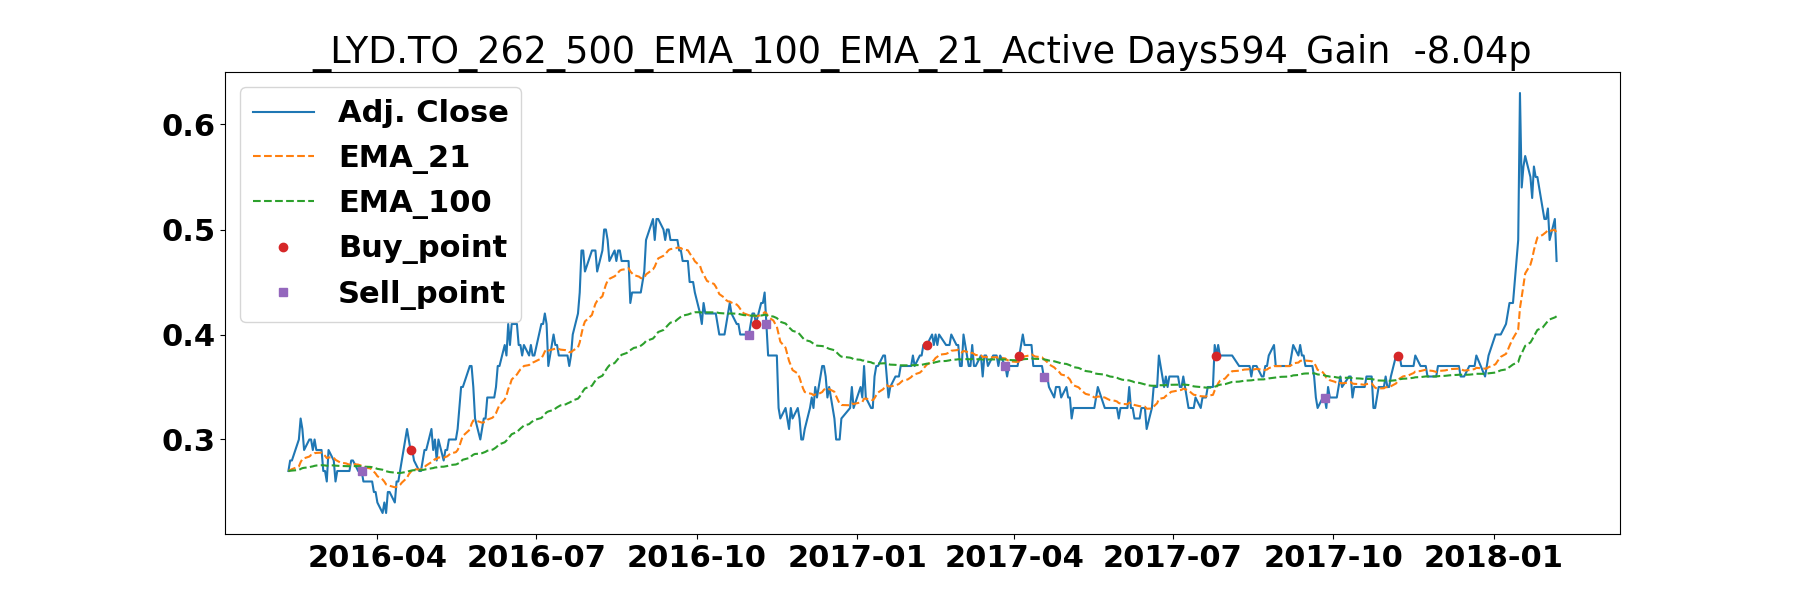 _LYD.TO_262_500_EMA_100_EMA_21_Active Days594_Gain  -8.04p
Adj. Close
EMA_21
EMA_100
Buy_point
Sell_point
0.6
0.5
0.4
0.3
2016-04 2016-07 2016-10 2017-01 2017-04 2017-07 2017-10 2018-01